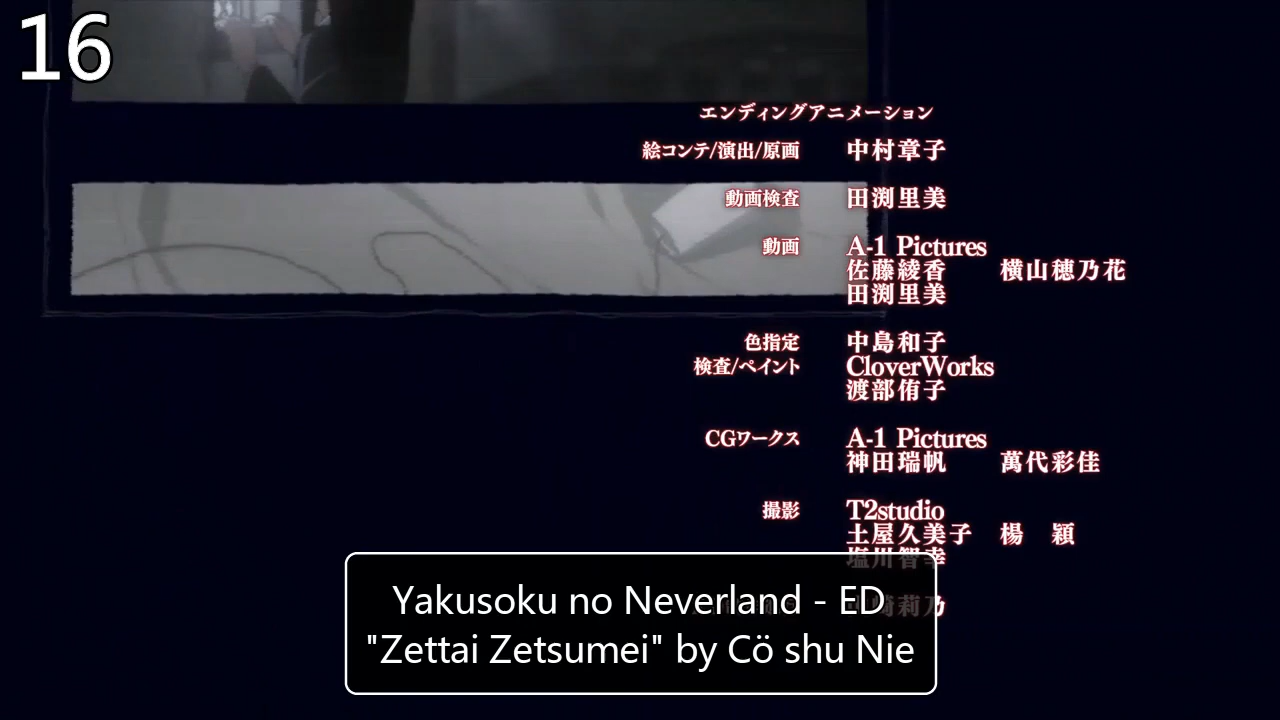 16
エンディングアニメーション
絵コンテ/演出/原画 中村章子
動画検査 田渕里美
動画 A-1 Pictures
佐藤綾香 横山穂乃花
田渕里美
色指定 中島和子
検査/ペイント CloverWorks
渡部侑子
CGワークス A-1 Pictures
神田瑞帆 萬代彩佳
撮影 T2studio
土屋久美子 楊 穎
塩川智幸
Yakusoku no Neverland - ED
"Zettai Zetsumei" by Cö shu Nie